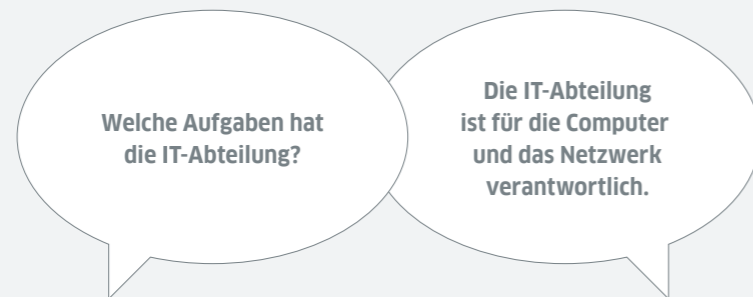 Welche Aufgaben hat
die IT-Abteilung?
Die IT-Abteilung
ist für die Computer
und das Netzwerk
verantwortlich.